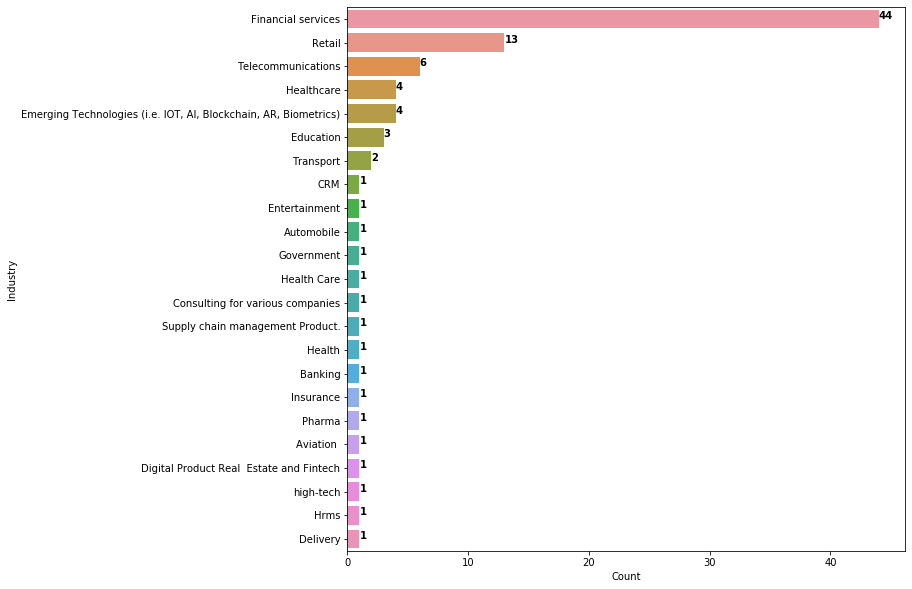 Financial services 44
Retail 13
Telecommunications 6
Healthcare 4
Emerging Technologies (i.e. IOT, AI, Blockchain, AR, Biometrics) 4
Education 3
Transport 2
CRM 1
Entertainment 1
Automobile 1
Government 1
Health Care 1
Consulting for various companies 1
Supply chain management Product. 1
Health 1
Banking 1
Insurance 1
Pharma 1
Aviation 1
Digital Product Real  Estate and Fintech 1
high-tech 1
Hrms 1
Delivery 1
Industry
0 10 20 30 40
Count